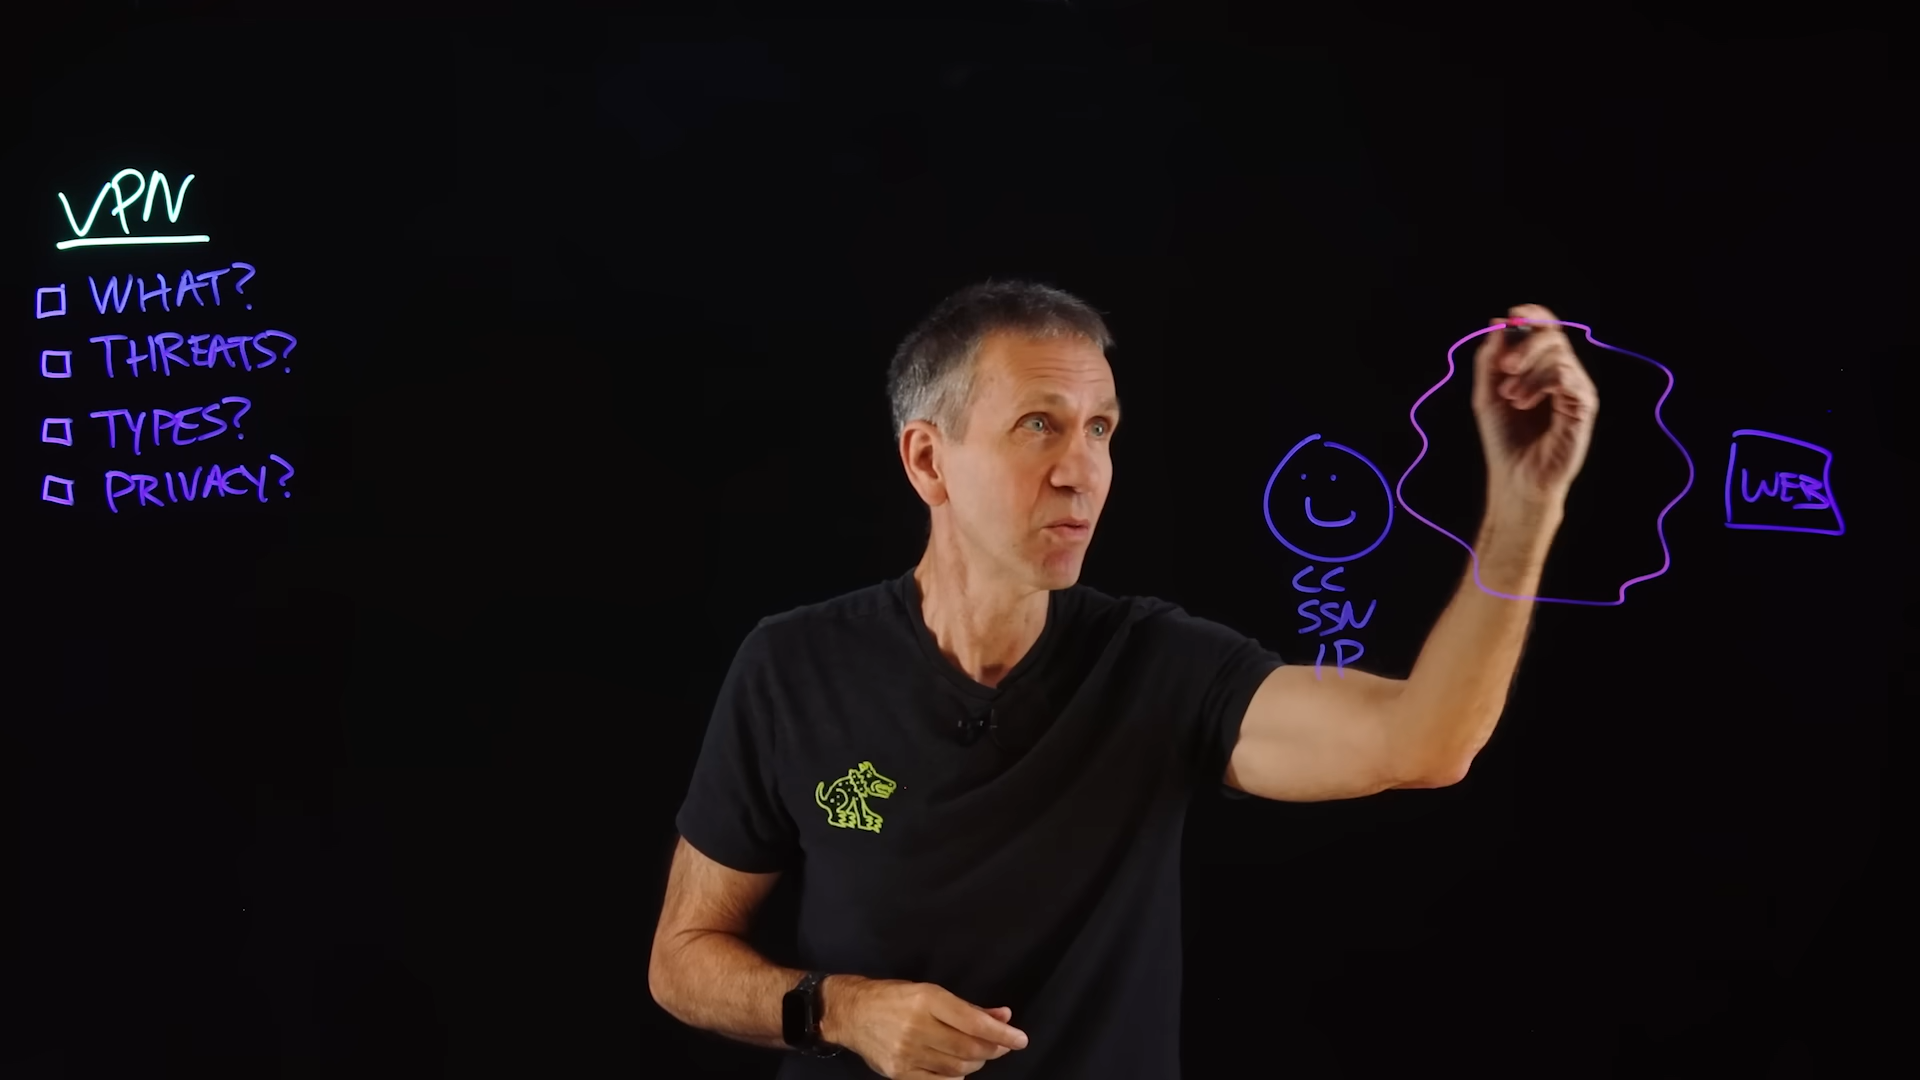 VPN
WHAT?
THREATS?
TYPES?
PRIVACY?
CC
SSN
IP
WEB